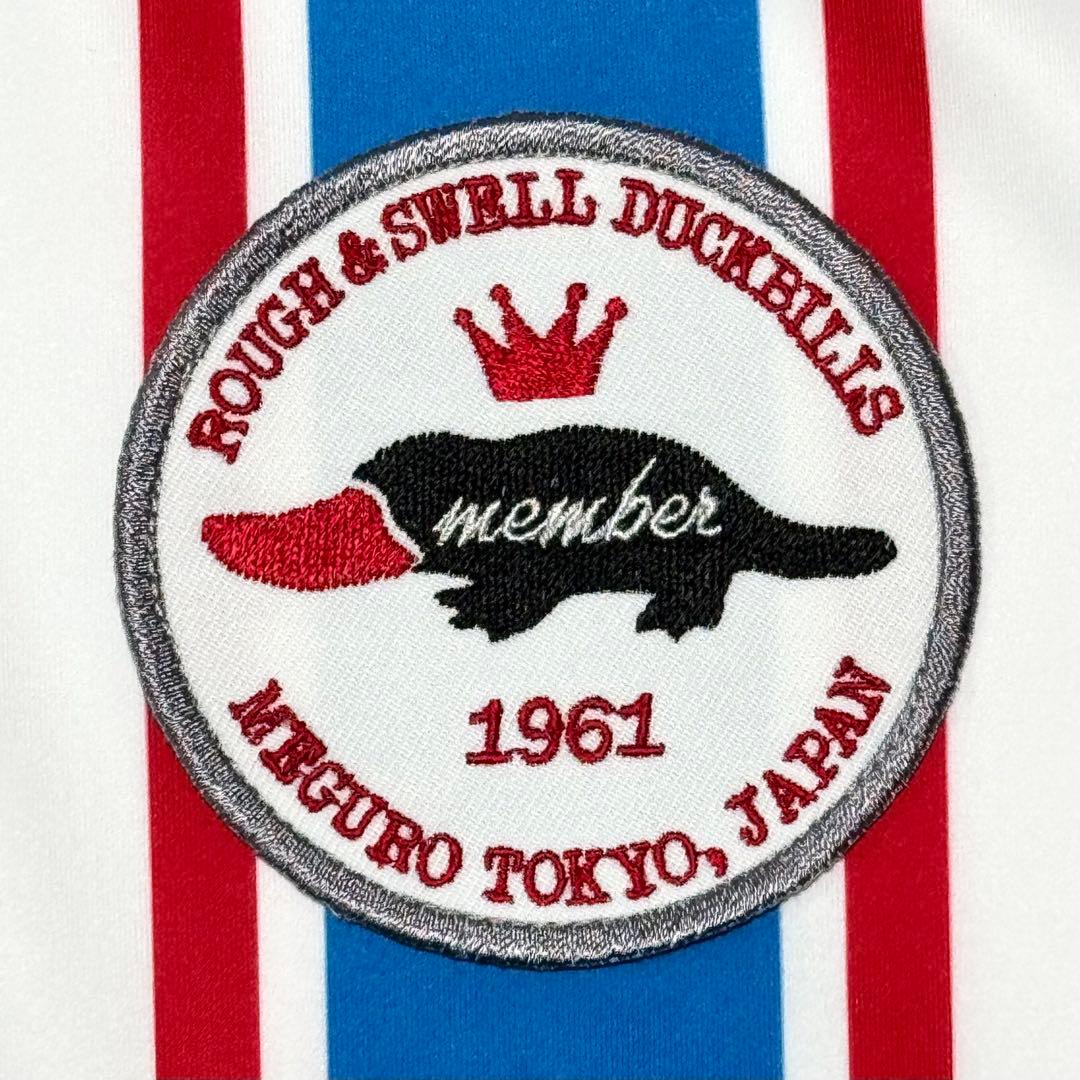 ROUGH & SWELL DUCKBILLS
member
1961
MEGURO TOKYO, JAPAN